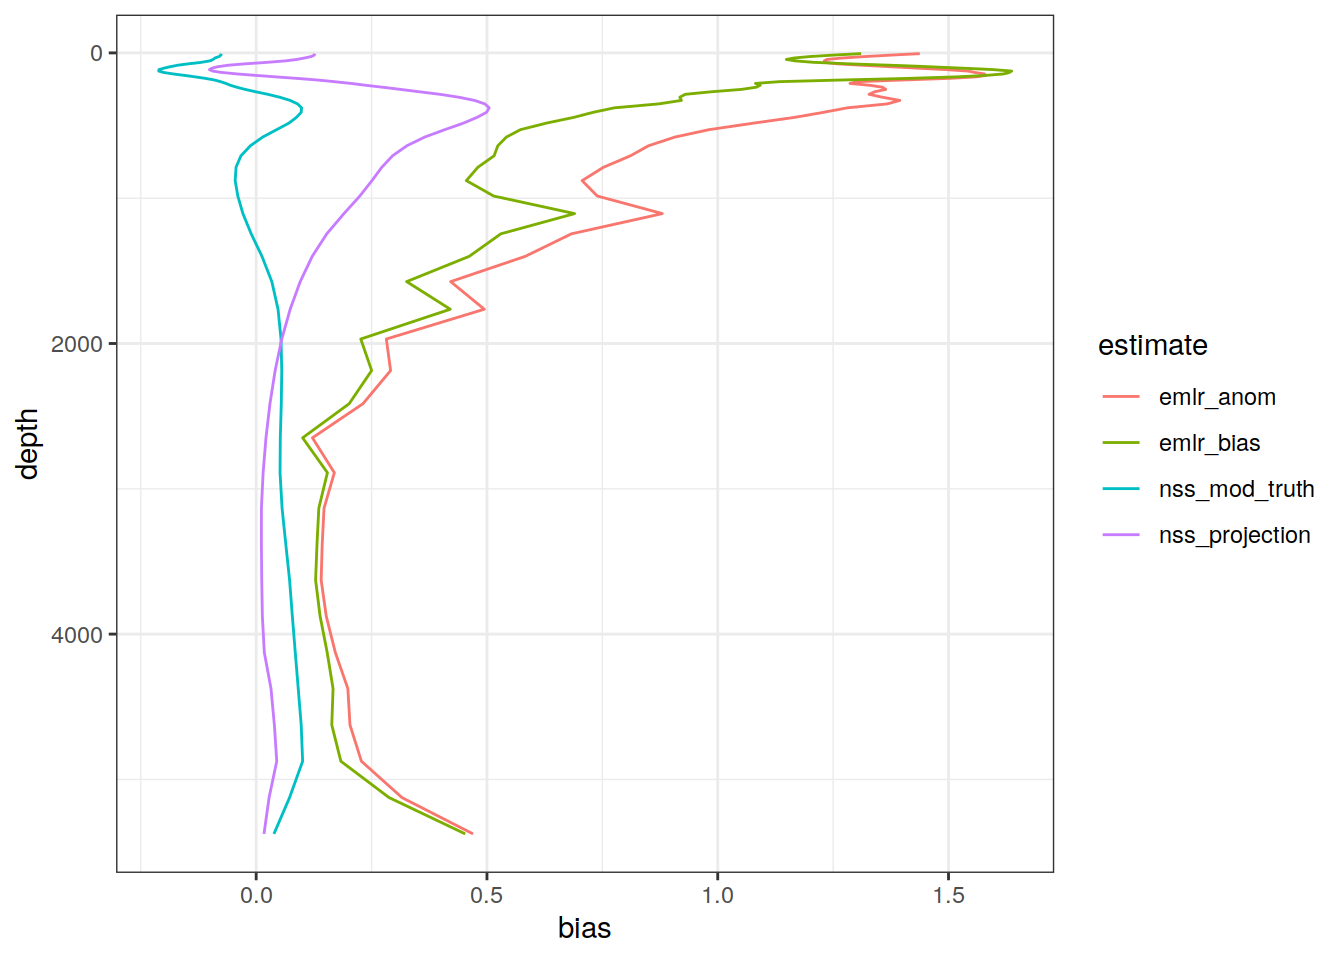 0
2000
4000
depth
0.0
0.5
1.0
1.5
bias
estimate
emlr_anom
emlr_bias
nss_mod_truth
nss_projection